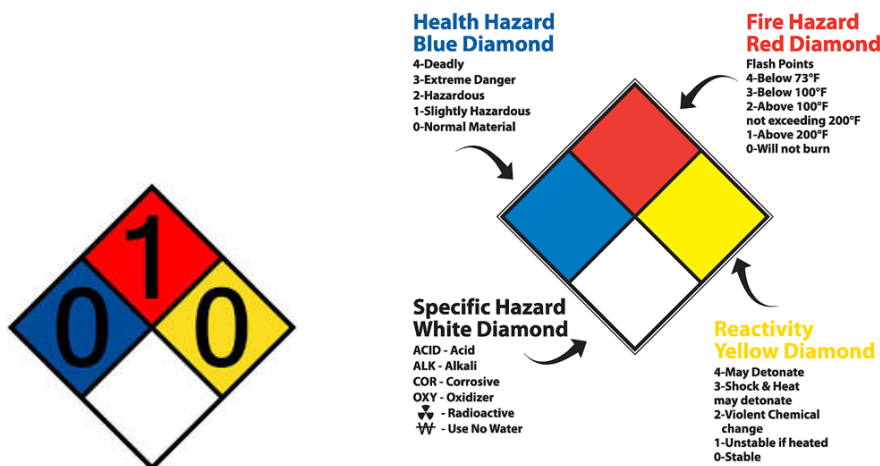 1
0 0
Health Hazard
Blue Diamond
4-Deadly
3-Extreme Danger
2-Hazardous
1-Slightly Hazardous
0-Normal Material
Fire Hazard
Red Diamond
Flash Points
4-Below 73°F
3-Below 100°F
2-Above 100°F
not exceeding 200°F
1-Above 200°F
0-Will not burn
Specific Hazard
White Diamond
ACID - Acid
ALK - Alkali
COR - Corrosive
OXY - Oxidizer
- Radioactive
W - Use No Water
Reactivity
Yellow Diamond
4-May Detonate
3-Shock & Heat
may detonate
2-Violent Chemical
change
1-Unstable if heated
0-Stable